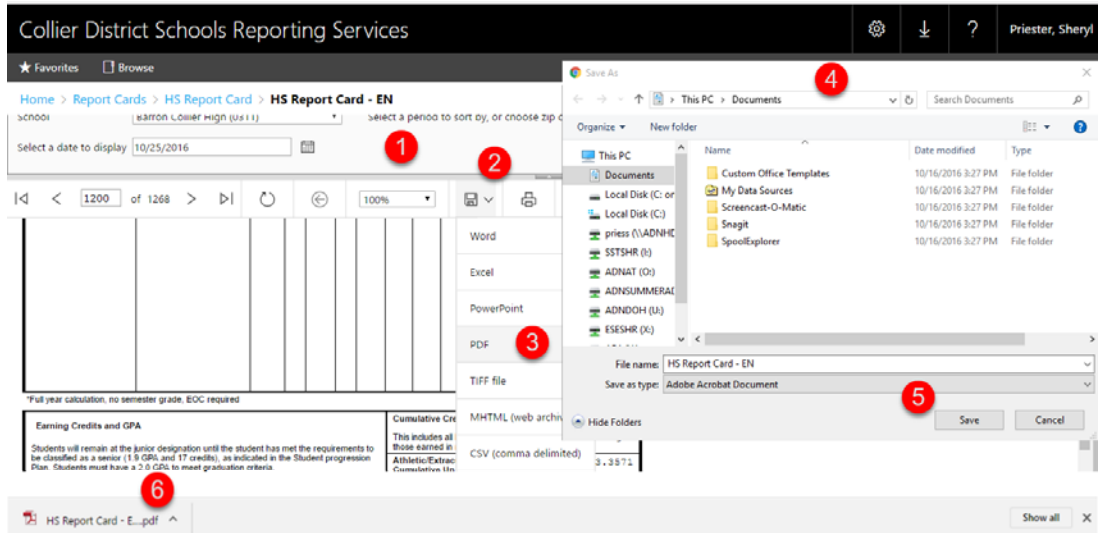 Collier District Schools Reporting Services
Priester, Sheryl
Favorites Browse
Home > Report Cards > HS Report Card > HS Report Card - EN
School Barron Collier High (0311) Select a period to sort by, or choose zip
Select a date to display 10/25/2016
1
2
1200 of 1268 100%
Word
Excel
PowerPoint
PDF
3
TIFF file
MHTML (web archiv
CSV (comma delimited)
*Full year calculation, no semester grade, EOC required
Earning Credits and GPA
Students will remain at the junior designation until the student has met the requirements to
be classified as a senior (1.9 GPA and 17 credits), as indicated in the Student progression
Plan. Students must have a 2.0 GPA to meet graduation criteria.
Cumulative Cre
This includes all
those earned in
Athletic/Extrac
Cumulative Un
3.3571
Save As
4
This PC > Documents
Search Documents
Organize New folder
?
This PC
Documents
Local Disk (C: or
Local Disk (C:)
priess (\\ADNHE
SSTSHR (I:)
ADNAT (O:)
ADNSUMMERAD
ADNDOH (U:)
ESESHR (X:)
Name Date modified Type
Custom Office Templates 10/16/2016 3:27 PM File folder
My Data Sources 10/16/2016 3:27 PM File folder
Screencast-O-Matic 10/16/2016 3:27 PM File folder
Snagit 10/16/2016 3:27 PM File folder
SpoolExplorer 10/16/2016 3:27 PM File folder
File name: HS Report Card - EN
Save as type: Adobe Acrobat Document
5
Hide Folders Save Cancel
6
HS Report Card - E....pdf
Show all